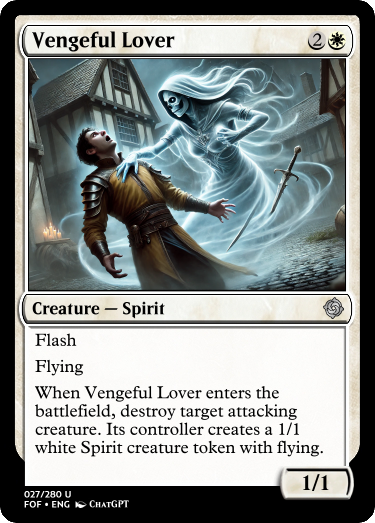 Vengeful Lover 2
Creature — Spirit
Flash
Flying
When Vengeful Lover enters the
battlefield, destroy target attacking
creature. Its controller creates a 1/1
white Spirit creature token with flying.
1/1
027/280 U
FOF • ENG ChatGPT